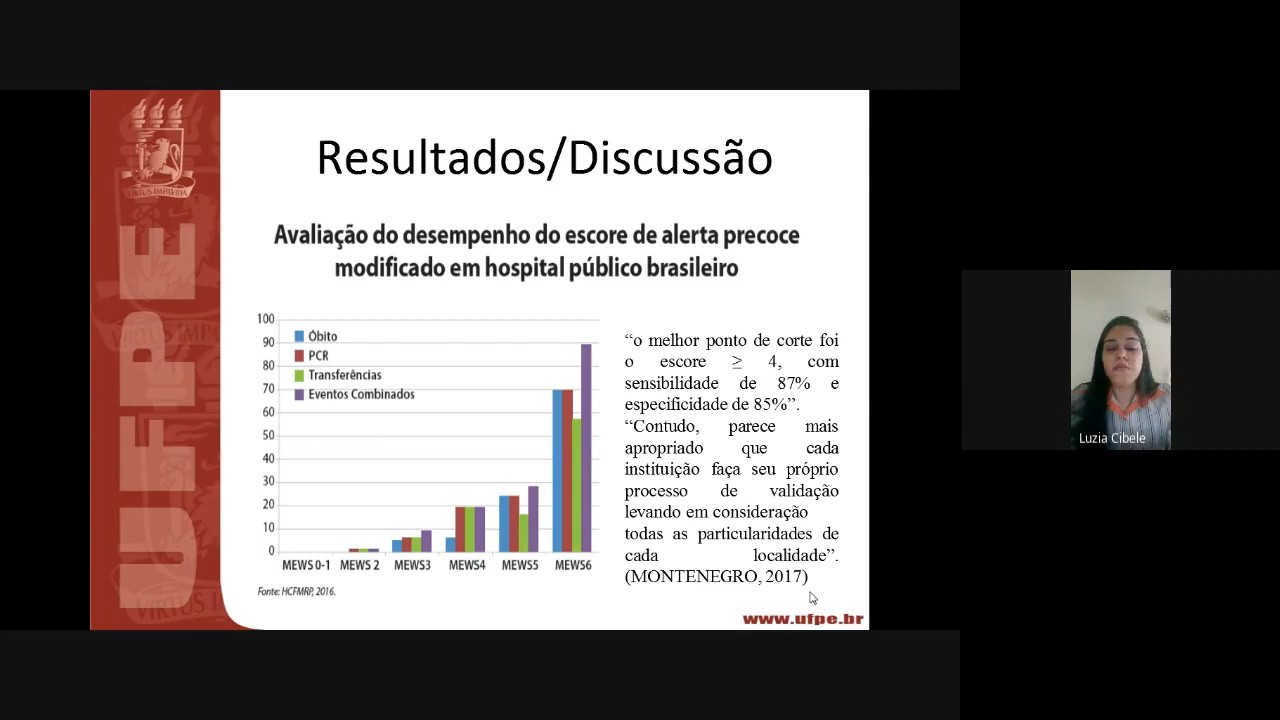 Resultados/Discussão
Avaliação do desempenho do escore de alerta precoce
modificado em hospital público brasileiro
100
90
80
70
60
50
40
30
20
10
0
Óbito
PCR
Transferências
Eventos Combinados
MEWS 0-1 MEWS 2 MEWS3 MEWS4 MEWS5 MEWS6
Fonte: HCFMRP, 2016.
“o melhor ponto de corte foi
o escore ≥ 4, com
sensibilidade de 87% e
especificidade de 85%”.
“Contudo, parece mais
apropriado que cada
instituição faça seu próprio
processo de validação
levando em consideração
todas as particularidades de
cada localidade”.
(MONTENEGRO, 2017)
www.ufpe.br
UFPE
VIRTUS IMPAVIDA
Luzia Cibele